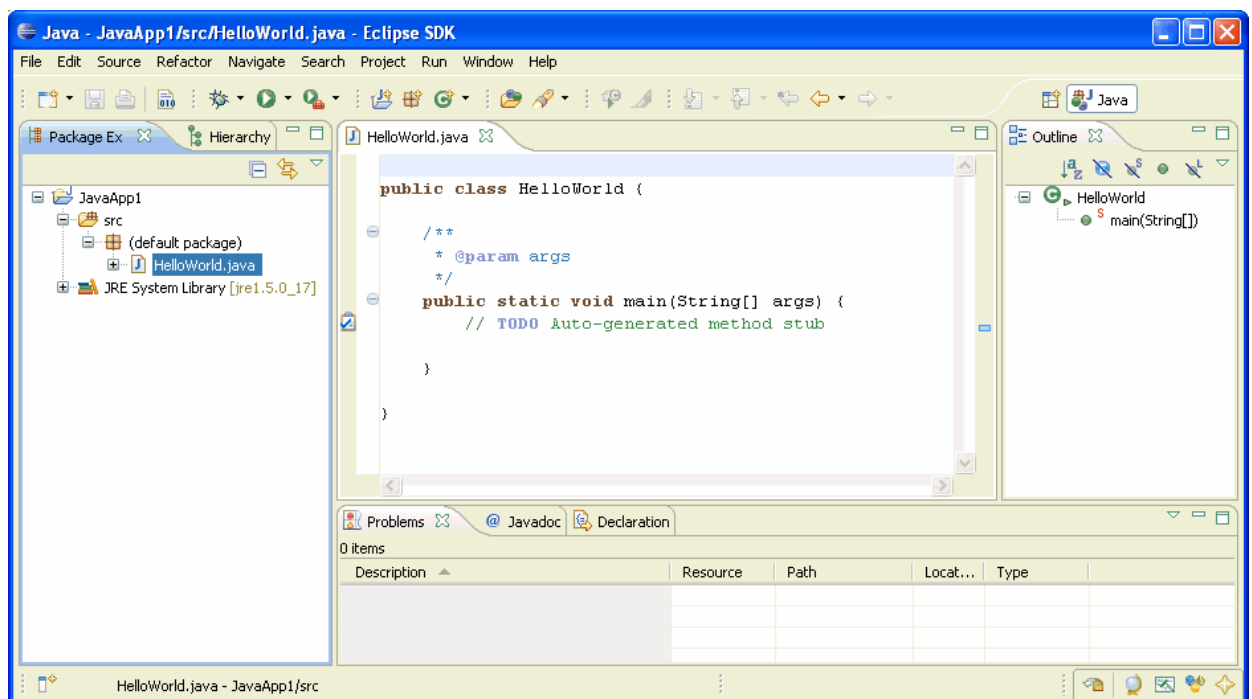 Java - JavaApp1/src/HelloWorld.java - Eclipse SDK
File Edit Source Refactor Navigate Search Project Run Window Help
Java
Package Ex
Hierarchy
JavaApp1
src
(default package)
HelloWorld.java
JRE System Library [jre1.5.0_17]
HelloWorld.java
public class HelloWorld {
/**
* @param args
*/
public static void main(String[] args) {
// TODO Auto-generated method stub
}
}
Outline
HelloWorld
main(String[])
Problems @ Javadoc Declaration
0 items
Description Resource Path Locat... Type
HelloWorld.java - JavaApp1/src